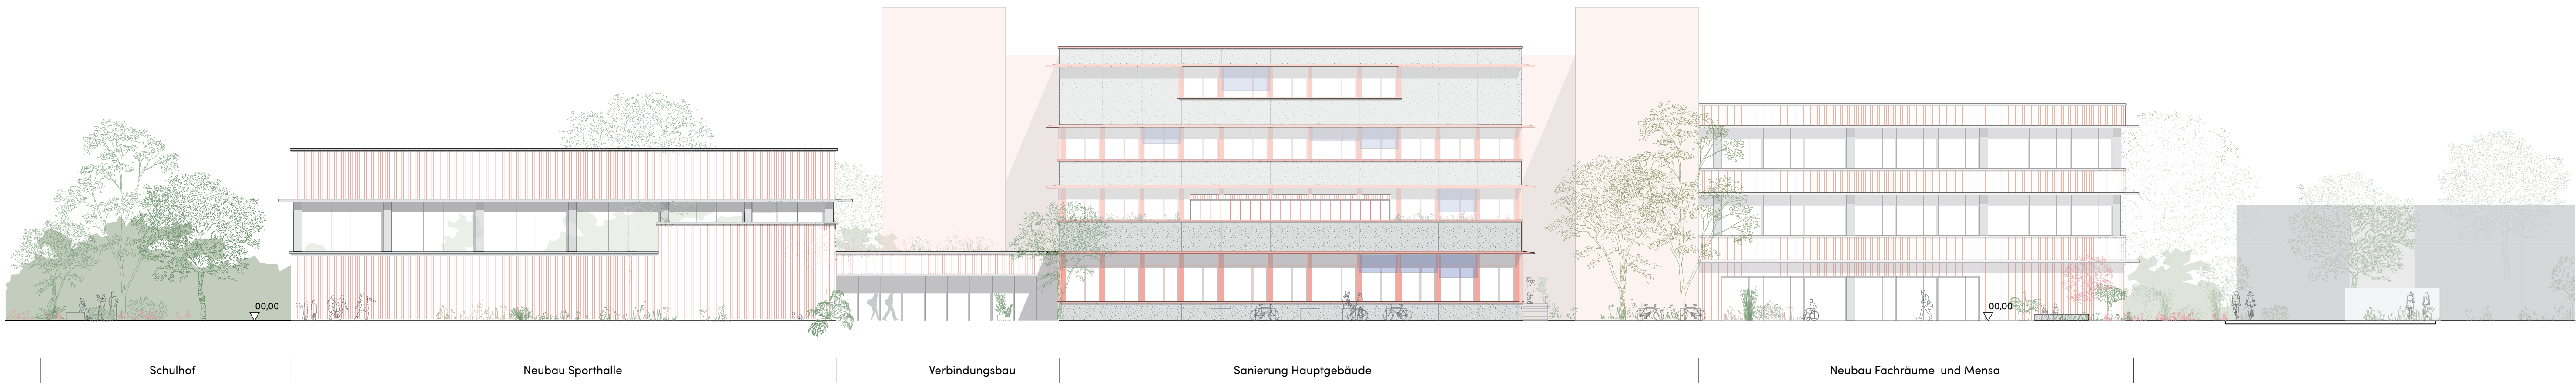 00,00
00,00
Schulhof
Neubau Sporthalle
Verbindungsbau
Sanierung Hauptgebäude
Neubau Fachräume und Mensa